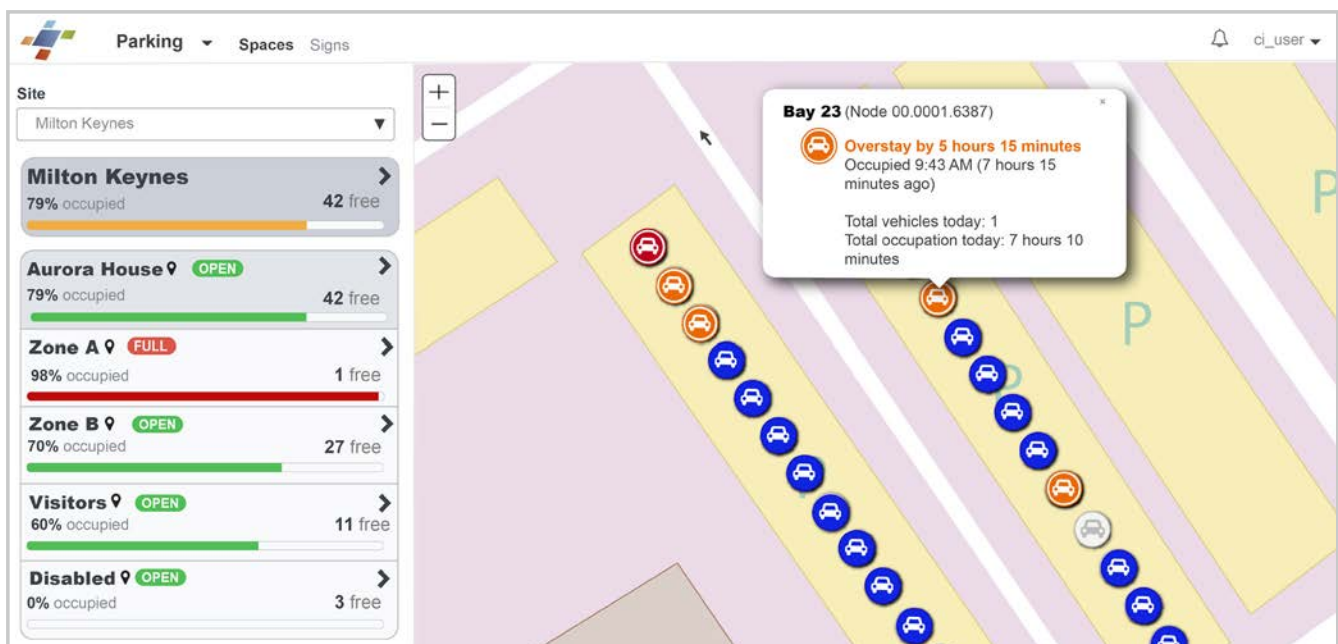 Parking Spaces Signs
ci_user
Site
Milton Keynes
Milton Keynes
79% occupied 42 free
Aurora House OPEN
79% occupied 42 free
Zone A FULL
98% occupied 1 free
Zone B OPEN
70% occupied 27 free
Visitors OPEN
60% occupied 11 free
Disabled OPEN
0% occupied 3 free
+
−
Bay 23 (Node 00.0001.6387) ×
Overstay by 5 hours 15 minutes
Occupied 9:43 AM (7 hours 15
minutes ago)
Total vehicles today: 1
Total occupation today: 7 hours 10
minutes
P
P
P